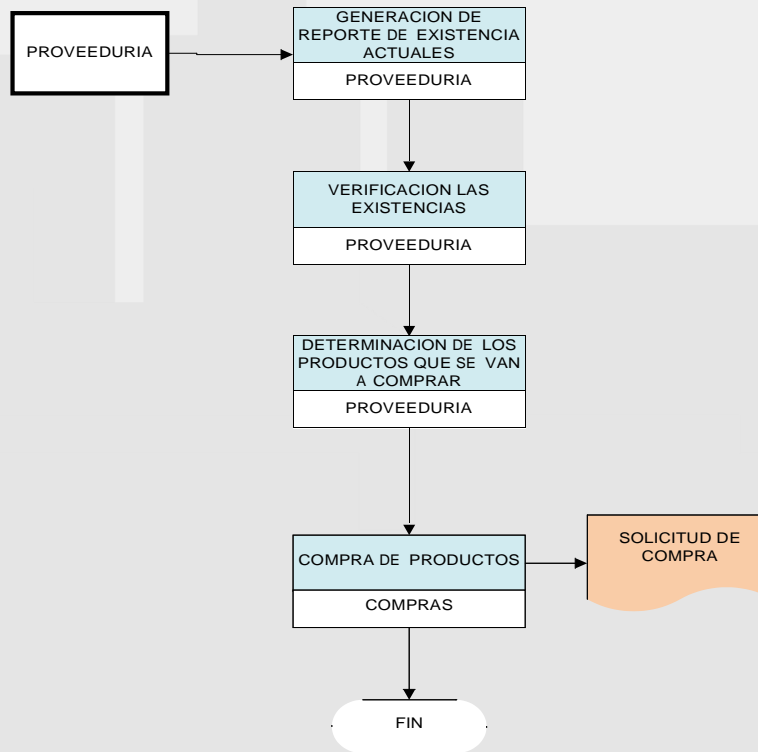 PROVEEDURIA
GENERACION DE
REPORTE DE EXISTENCIA
ACTUALES
PROVEEDURIA
VERIFICACION LAS
EXISTENCIAS
PROVEEDURIA
DETERMINACION DE LOS
PRODUCTOS QUE SE VAN
A COMPRAR
PROVEEDURIA
COMPRA DE PRODUCTOS
COMPRAS
SOLICITUD DE
COMPRA
FIN